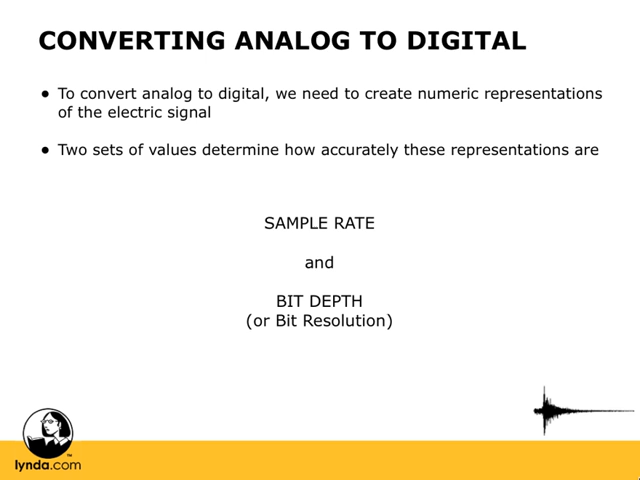 CONVERTING ANALOG TO DIGITAL
• To convert analog to digital, we need to create numeric representations
of the electric signal
• Two sets of values determine how accurately these representations are
SAMPLE RATE
and
BIT DEPTH
(or Bit Resolution)
™
lynda.com